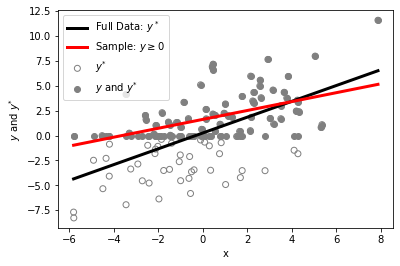 12.5
10.0
7.5
5.0
2.5
0.0
−2.5
−5.0
−7.5
y and y*
Full Data: y*
Sample: y ≥ 0
y*
y and y*
−6 −4 −2 0 2 4 6 8
x